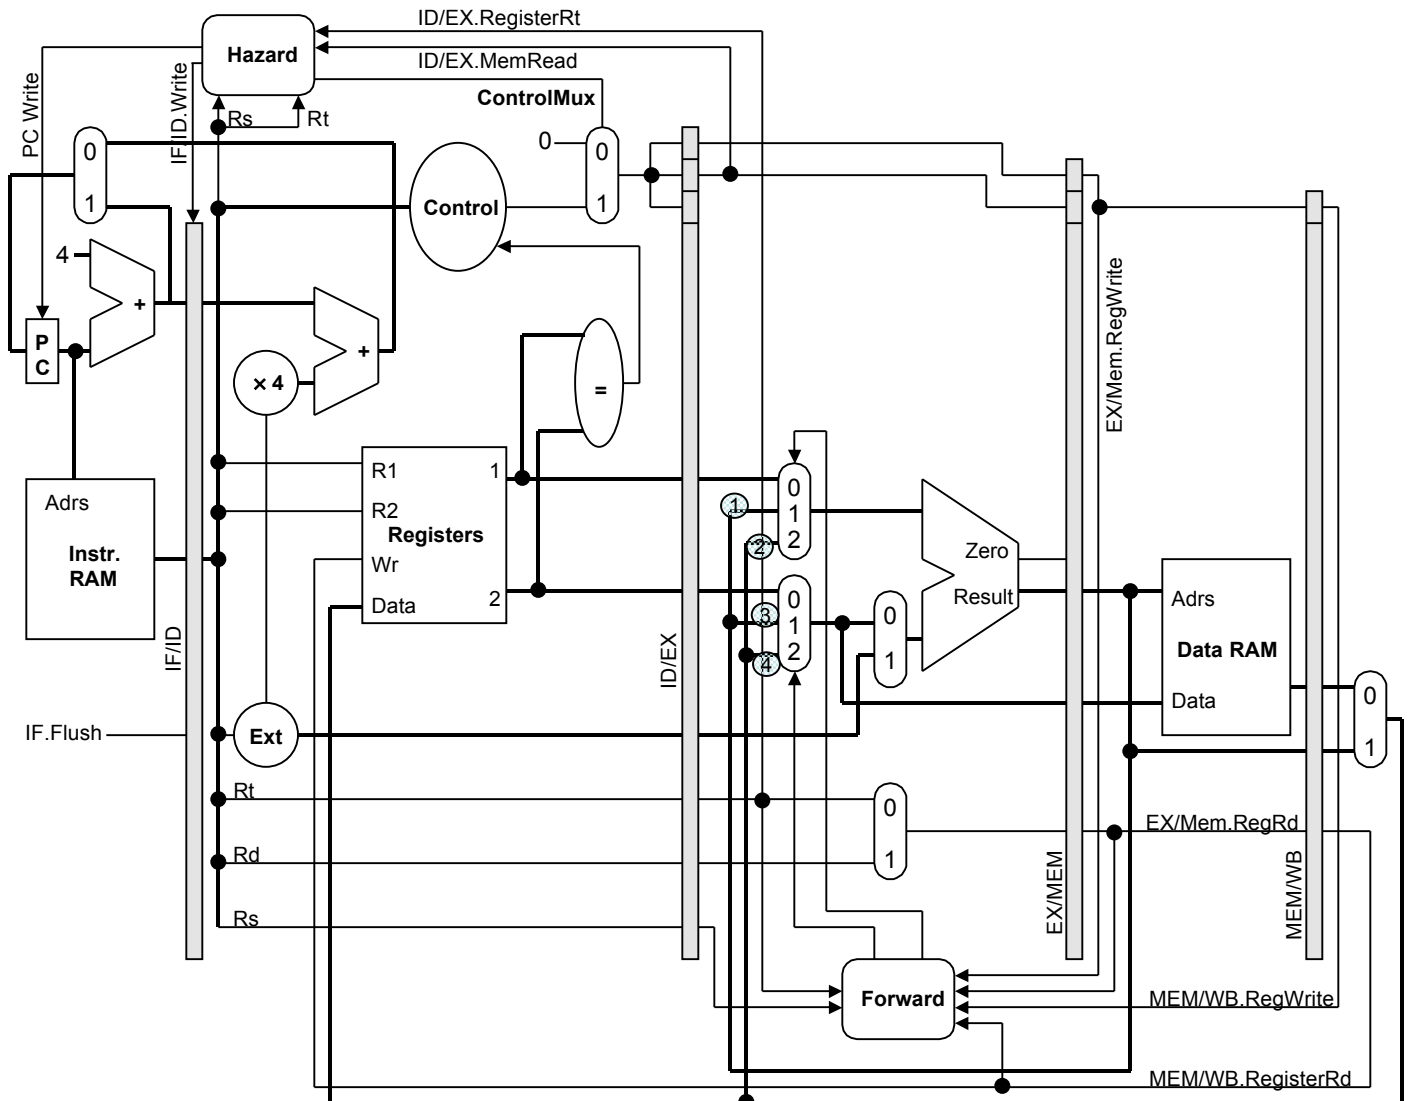 ID/EX.RegisterRt
Hazard
ID/EX.MemRead
PC Write
IF/ID.Write
ControlMux
Rs
Rt
0
0
1
0
1
Control
4
+
P
C
+
× 4
=
EX/Mem.RegWrite
Adrs
Instr.
RAM
R1
R2
Registers
Wr
Data
1
2
0
1
2
1
2
0
1
2
3
4
0
1
Zero
Result
Adrs
Data RAM
Data
0
1
IF/ID
ID/EX
IF.Flush
Ext
Rt
0
1
EX/Mem.RegRd
Rd
Rs
EX/MEM
MEM/WB
Forward
MEM/WB.RegWrite
MEM/WB.RegisterRd